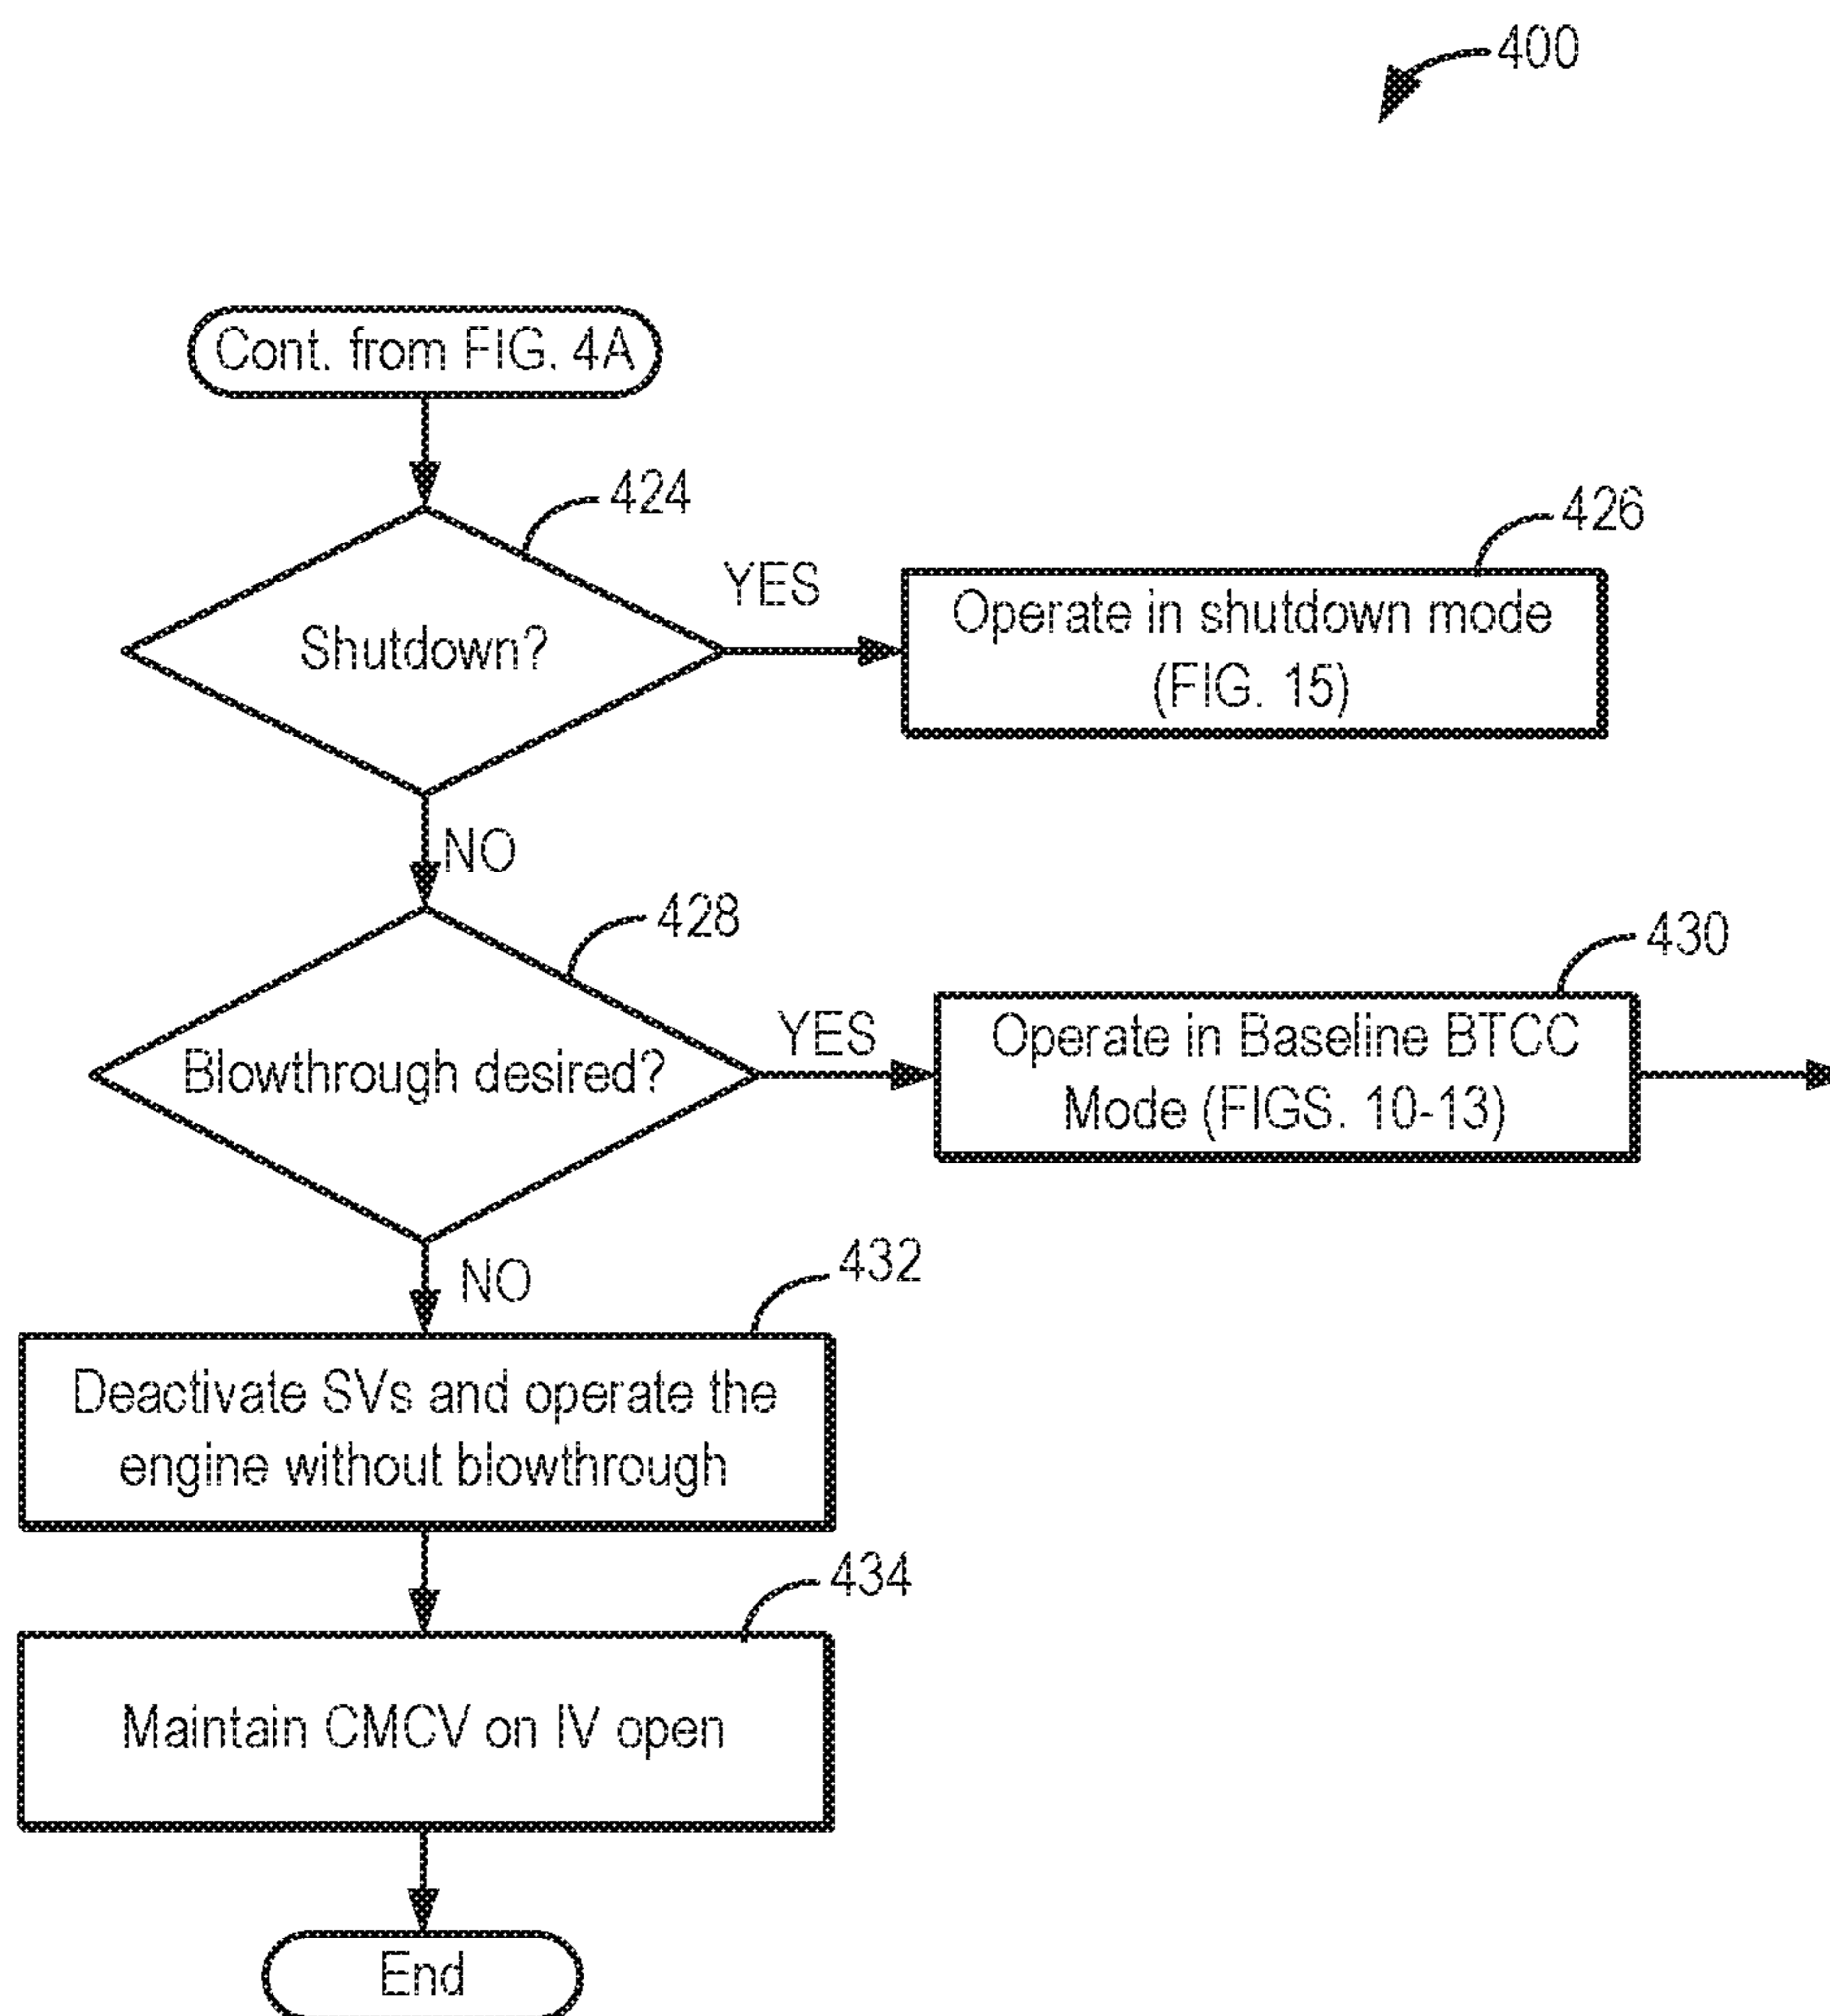 400
Cont. from FIG. 4A
424
Shutdown?
YES
426
Operate in shutdown mode
(FIG. 15)
NO
428
Blowthrough desired?
YES
430
Operate in Baseline BTCC
Mode (FIGS. 10-13)
NO
432
Deactivate SVs and operate the
engine without blowthrough
434
Maintain CMCV on IV open
End